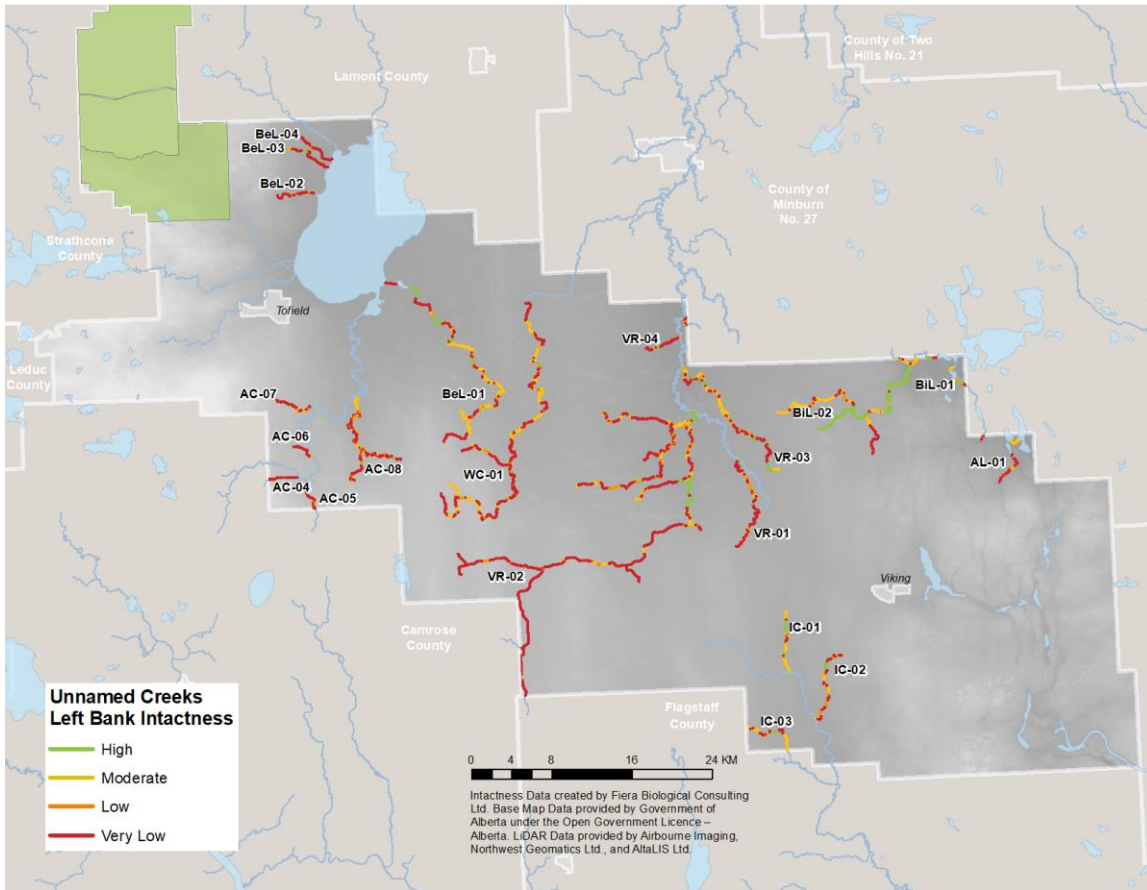 County of Two
Hills No. 21
Lamont County
BeL-04
BeL-03
BeL-02
County of
Minburn
No. 27
Strathcona
County
Tofield
Leduc
County
VR-04
BeL-01
BiL-01
BiL-02
AC-07
AC-06
AC-08
AC-04
AC-05
WC-01
VR-03
AL-01
VR-01
VR-02
Viking
Camrose
County
IC-01
IC-02
Flagstaff
County
IC-03
Unnamed Creeks
Left Bank Intactness
High
Moderate
Low
Very Low
0 2 4 8 16 24 KM
Intactness Data created by Fiera Biological Consulting
Ltd. Base Map Data provided by Government of
Alberta under the Open Government Licence –
Alberta. LiDAR Data provided by Airbourne Imaging,
Northwest Geomatics Ltd., and AltaLIS Ltd.